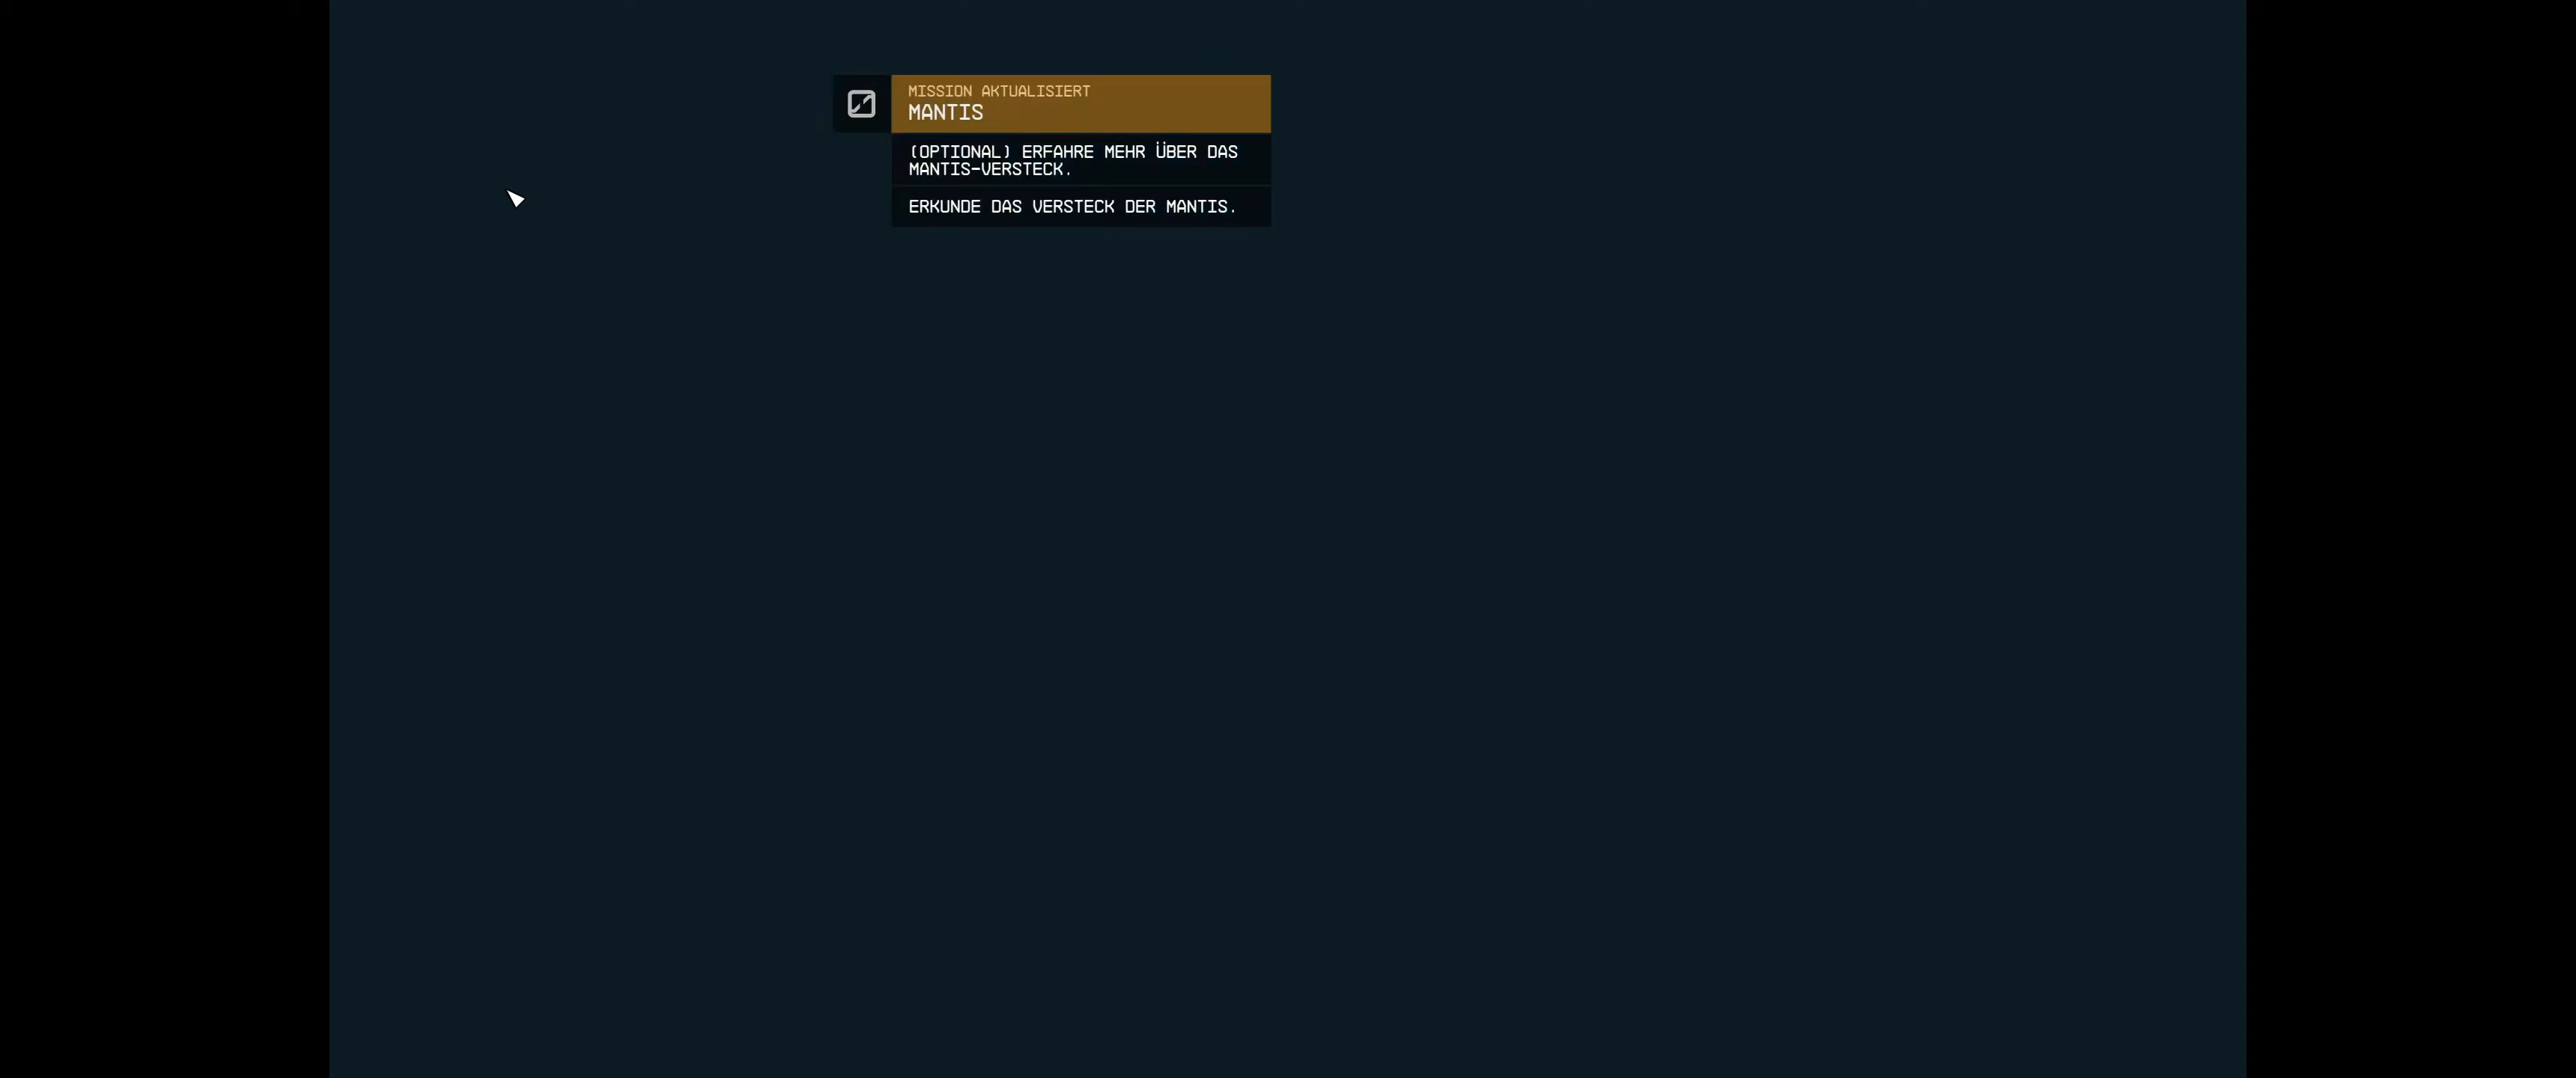 MISSION AKTUALISIERT
MANTIS
(OPTIONAL) ERFAHRE MEHR ÜBER DAS
MANTIS-VERSTECK.
ERKUNDE DAS VERSTECK DER MANTIS.